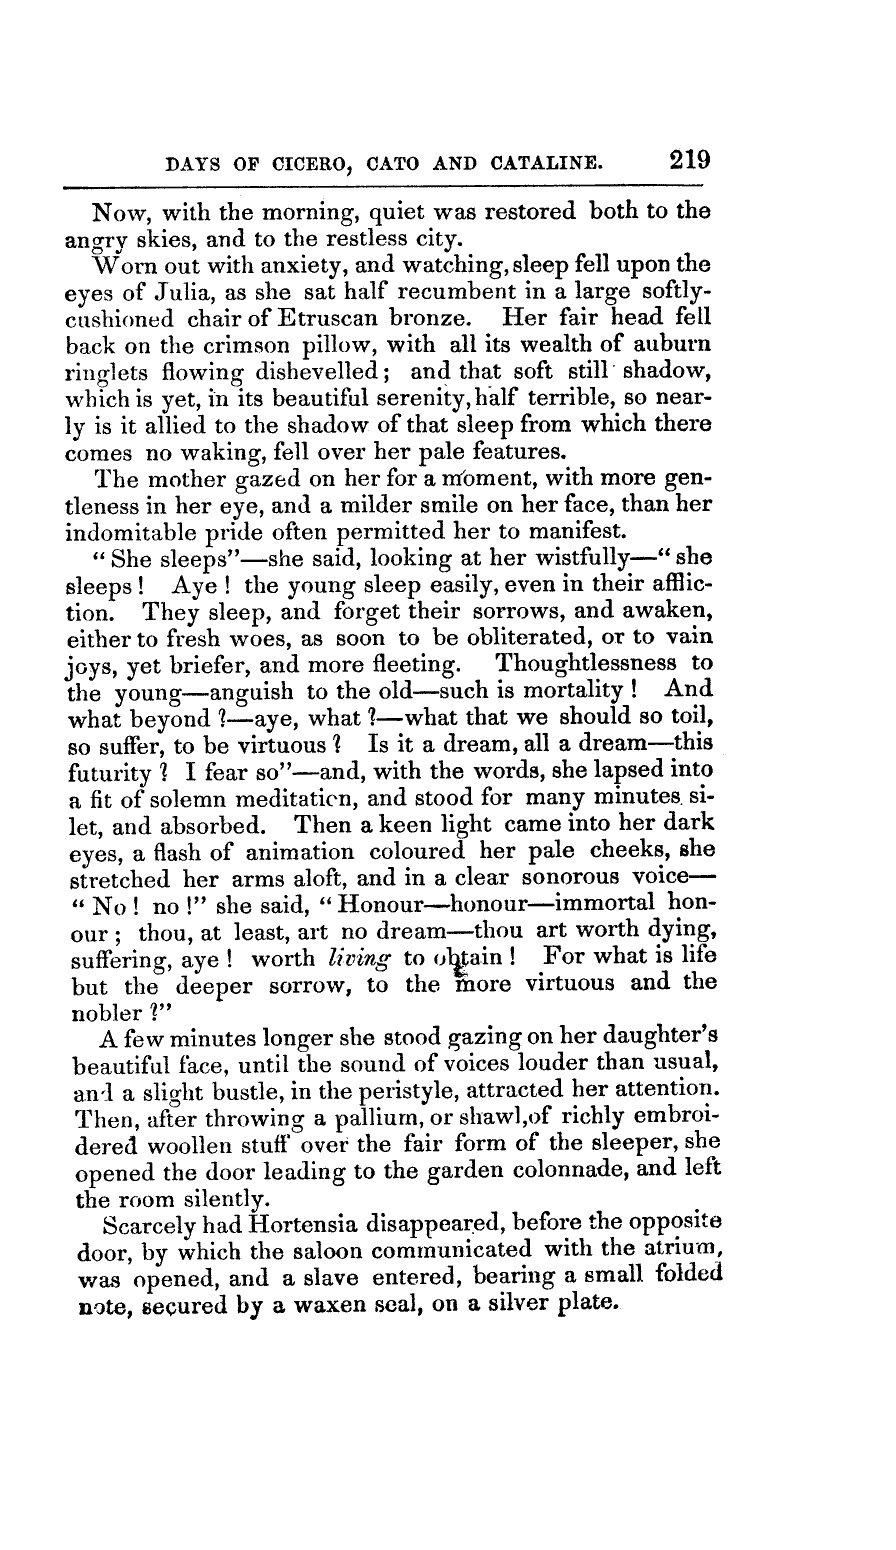 DAYS OF CICERO, CATO AND CATALINE. 219
Now, with the morning, quiet was restored both to the
angry skies, and to the restless city.
Worn out with anxiety, and watching, sleep fell upon the
eyes of Julia, as she sat half recumbent in a large softly-
cushioned chair of Etruscan bronze. Her fair head fell
back on the crimson pillow, with all its wealth of auburn
ringlets flowing dishevelled; and that soft still shadow,
which is yet, in its beautiful serenity, half terrible, so near-
ly is it allied to the shadow of that sleep from which there
comes no waking, fell over her pale features.
The mother gazed on her for a moment, with more gen-
tleness in her eye, and a milder smile on her face, than her
indomitable pride often permitted her to manifest.
“She sleeps”—she said, looking at her wistfully—“she
sleeps! Aye! the young sleep easily, even in their afflic-
tion. They sleep, and forget their sorrows, and awaken,
either to fresh woes, as soon to be obliterated, or to vain
joys, yet briefer, and more fleeting. Thoughtlessness to
the young—anguish to the old—such is mortality! And
what beyond?—aye, what?—what that we should so toil,
so suffer, to be virtuous? Is it a dream, all a dream—this
futurity? I fear so”—and, with the words, she lapsed into
a fit of solemn meditation, and stood for many minutes si-
let, and absorbed. Then a keen light came into her dark
eyes, a flash of animation coloured her pale cheeks, she
stretched her arms aloft, and in a clear sonorous voice—
“No! no!” she said, “Honour—honour—immortal hon-
our; thou, at least, art no dream—thou art worth dying,
suffering, aye! worth living to obtain! For what is life
but the deeper sorrow, to the more virtuous and the
nobler?”
A few minutes longer she stood gazing on her daughter’s
beautiful face, until the sound of voices louder than usual,
and a slight bustle, in the peristyle, attracted her attention.
Then, after throwing a pallium, or shawl,of richly embroi-
dered woollen stuff over the fair form of the sleeper, she
opened the door leading to the garden colonnade, and left
the room silently.
Scarcely had Hortensia disappeared, before the opposite
door, by which the saloon communicated with the atrium,
was opened, and a slave entered, bearing a small folded
note, secured by a waxen seal, on a silver plate.